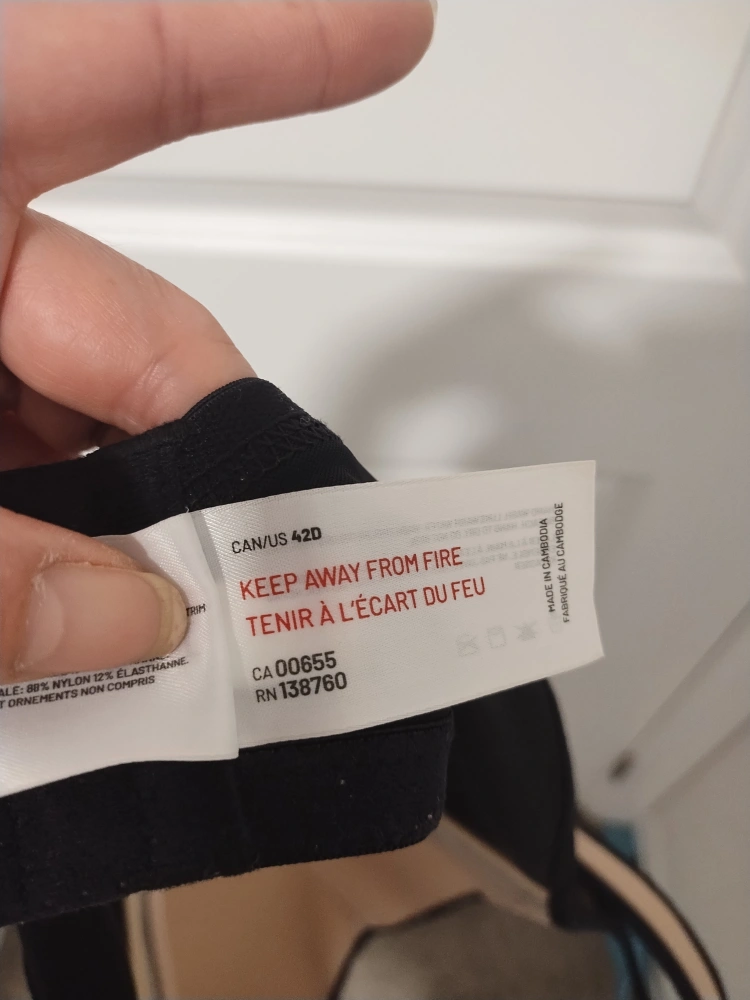 CAN/US 42D
KEEP AWAY FROM FIRE
TENIR À L'ÉCART DU FEU
CA 00655
RN 138760
MADE IN CAMBODIA
FABRIQUÉ AU CAMBODGE
TRIM
ALE: 88% NYLON 12% ÉLASTHANNE.
T ORNEMENTS NON COMPRIS